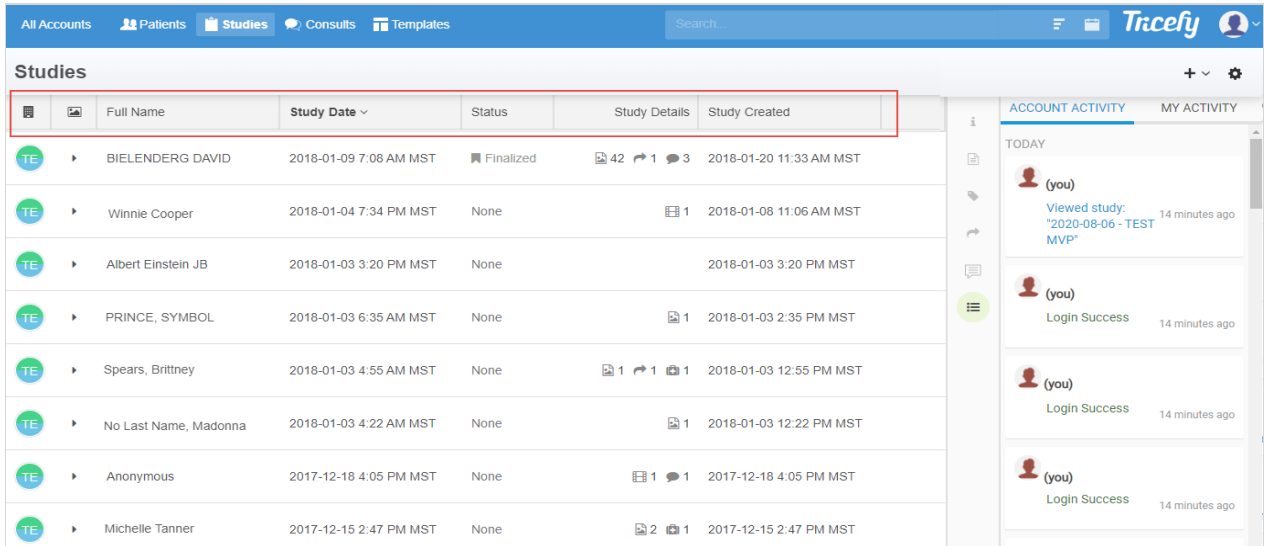 All Accounts Patients Studies Consults Templates Search... Tricefy
Studies
Full Name Study Date Status Study Details Study Created
TE BIELENDERG DAVID 2018-01-09 7:08 AM MST Finalized 42 1 3 2018-01-20 11:33 AM MST
TE Winnie Cooper 2018-01-04 7:34 PM MST None 1 2018-01-08 11:06 AM MST
TE Albert Einstein JB 2018-01-03 3:20 PM MST None 2018-01-03 3:20 PM MST
TE PRINCE, SYMBOL 2018-01-03 6:35 AM MST None 1 2018-01-03 2:35 PM MST
TE Spears, Brittney 2018-01-03 4:55 AM MST None 1 1 1 2018-01-03 12:55 PM MST
TE No Last Name, Madonna 2018-01-03 4:22 AM MST None 1 2018-01-03 12:22 PM MST
TE Anonymous 2017-12-18 4:05 PM MST None 1 1 2017-12-18 4:05 PM MST
TE Michelle Tanner 2017-12-15 2:47 PM MST None 2 1 2017-12-15 2:47 PM MST
ACCOUNT ACTIVITY MY ACTIVITY
TODAY
(you)
Viewed study:
"2020-08-06 - TEST
MVP"
14 minutes ago
(you)
Login Success
14 minutes ago
(you)
Login Success
14 minutes ago
(you)
Login Success
14 minutes ago